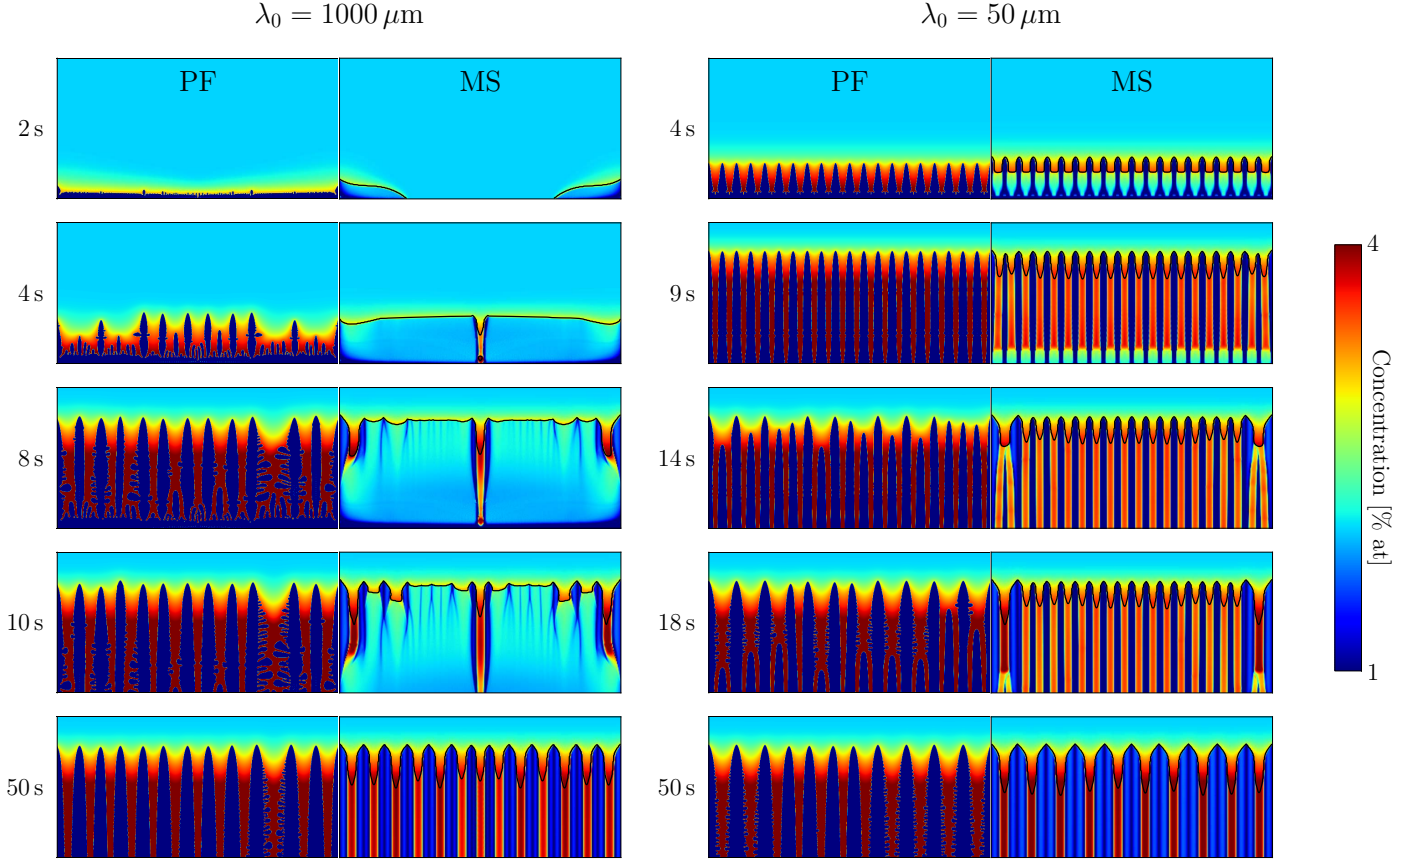 λ₀ = 1000 μm
λ₀ = 50 μm
PF
MS
PF
MS
2 s
4 s
4 s
9 s
8 s
14 s
10 s
18 s
50 s
50 s
4
Concentration [% at]
1